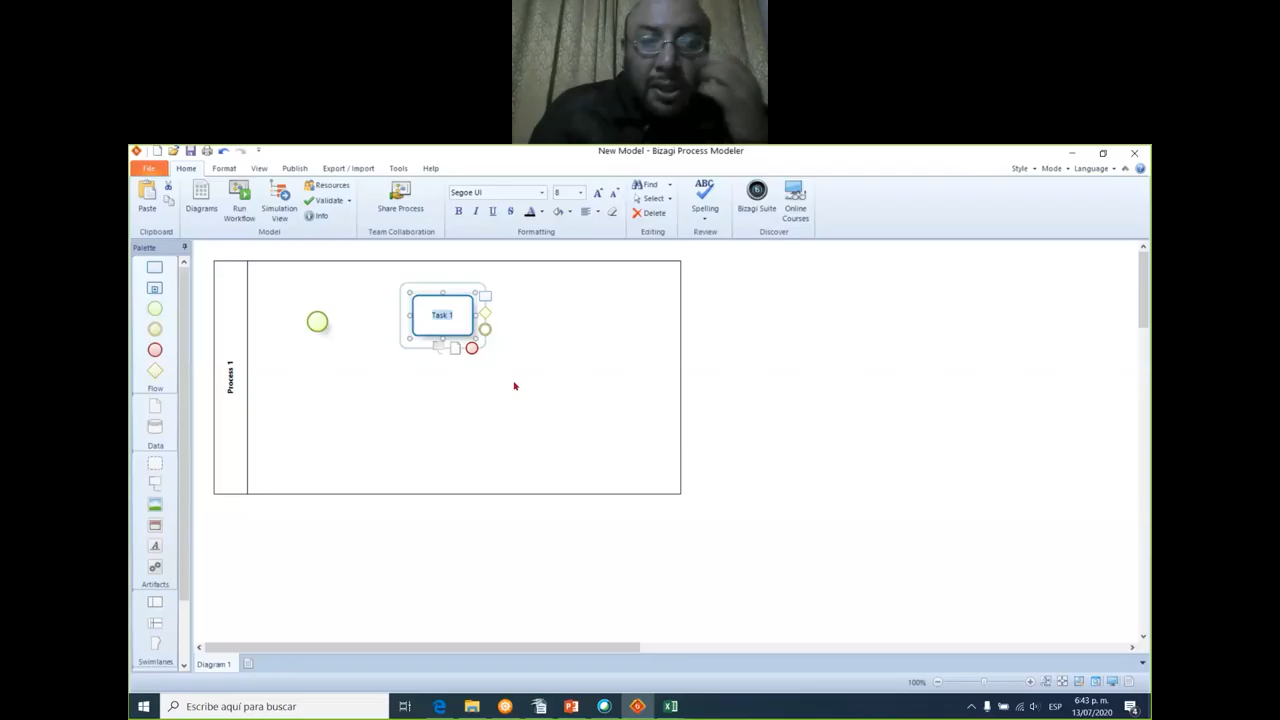 New Model - Bizagi Process Modeler
File Home Format View Publish Export / Import Tools Help Style Mode Language
Paste Diagrams Run Workflow Simulation View Resources Validate Info Share Process Segoe UI 8 Find Select Delete ABC Spelling Bizagi Suite Online Courses
B I U S A
Clipboard Model Team Collaboration Formatting Editing Review Discover
Palette
Flow
Data
A
Artifacts
Swimlanes
Process 1
Task 1
Diagram 1
100%
Escribe aquí para buscar
ESP
6:43 p. m.
13/07/2020
4